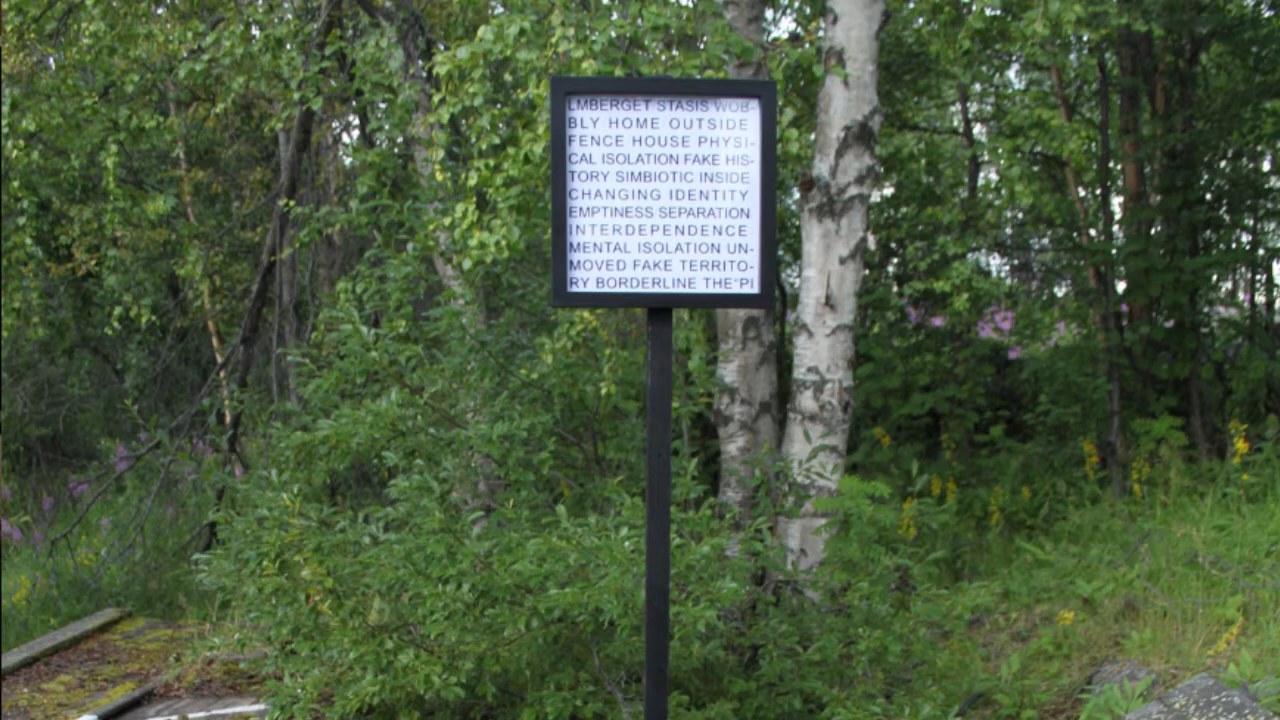 LMBERGET STASIS WOB-
BLY HOME OUTSIDE
FENCE HOUSE PHYSI-
CAL ISOLATION FAKE HIS-
TORY SIMBIOTIC INSIDE
CHANGING IDENTITY
EMPTINESS SEPARATION
INTERDEPENDENCE
MENTAL ISOLATION UN-
MOVED FAKE TERRITO-
RY BORDERLINE THE"PI